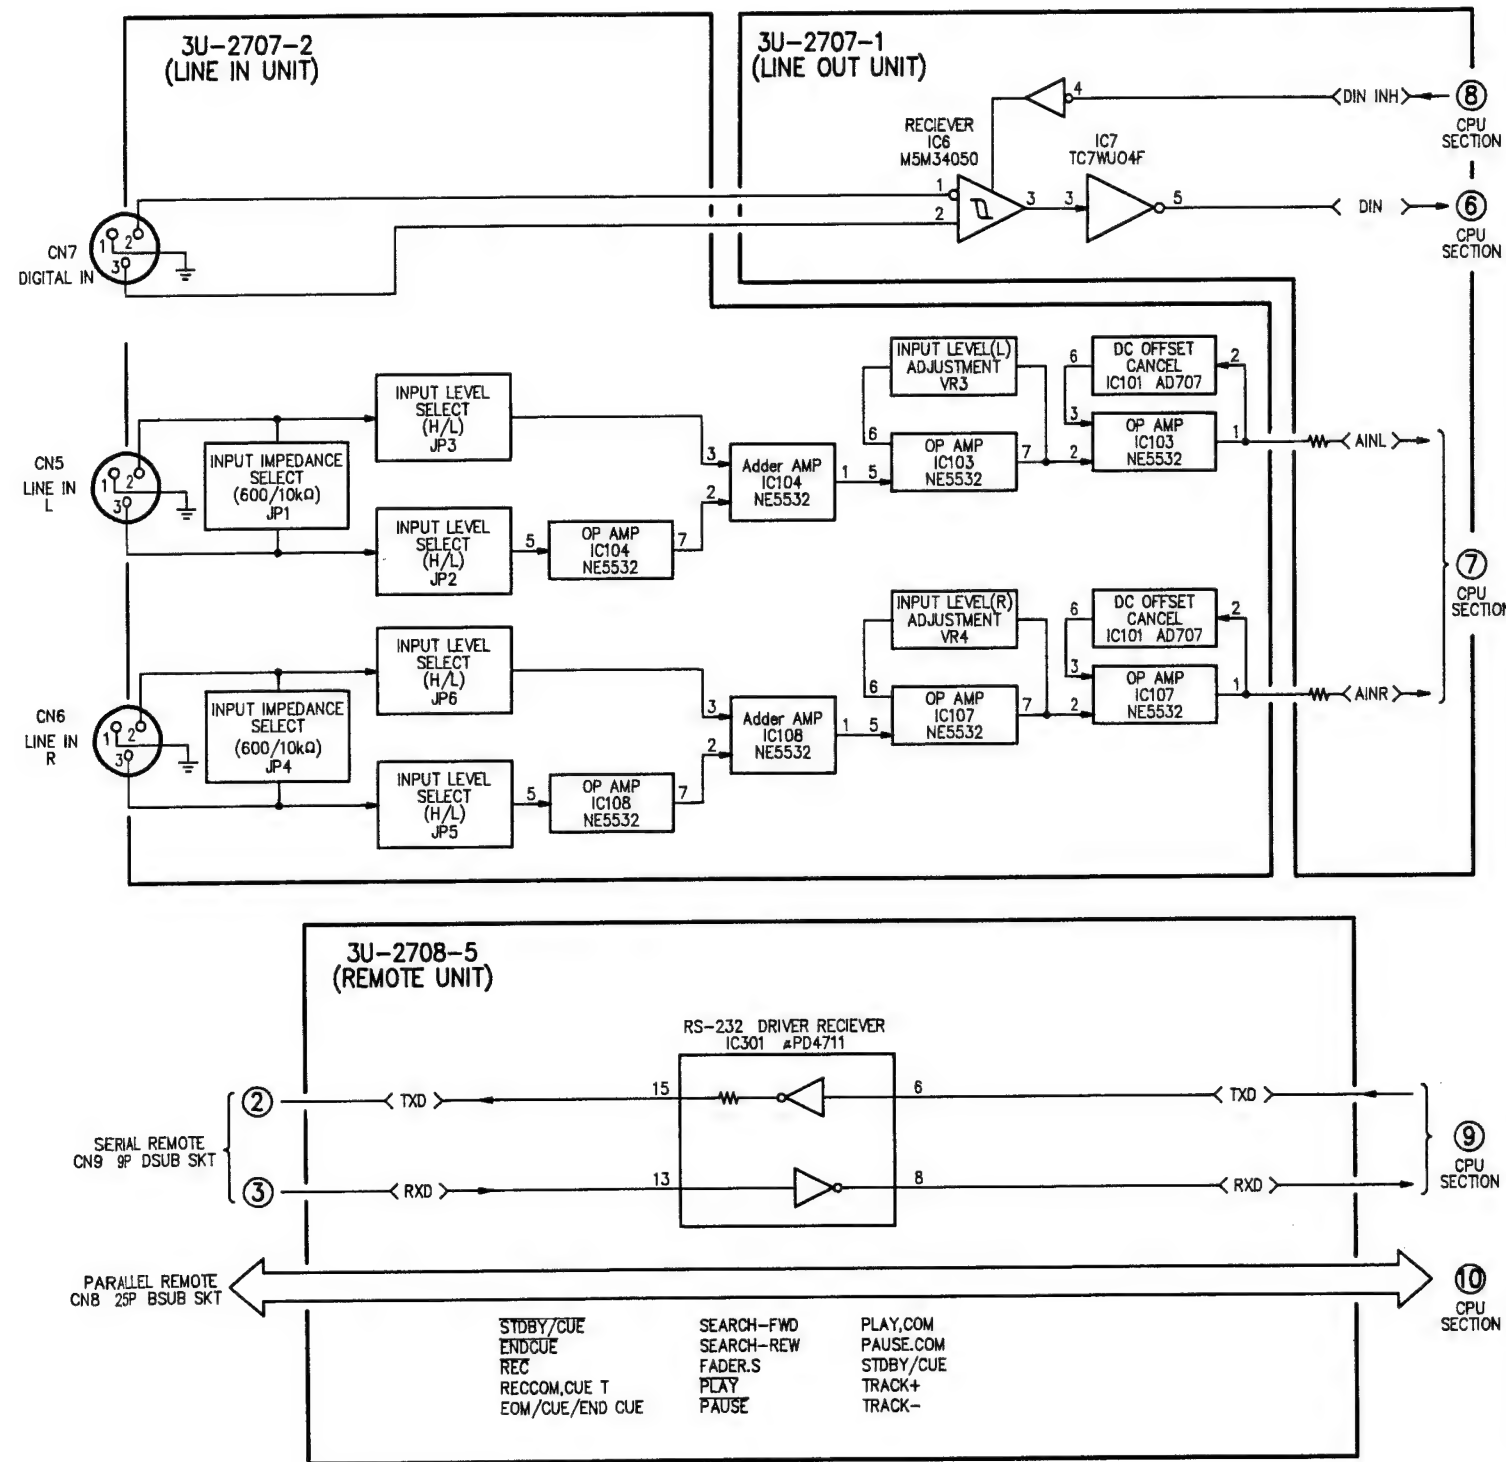 3U-2707-2
(LINE IN UNIT)
3U-2707-1
(LINE OUT UNIT)
4
DIN INH
8
CPU
SECTION
RECIEVER
IC6
M5M34050
IC7
TC7WU04F
1
2
3
3
5
DIN
6
CPU
SECTION
CN7
DIGITAL IN
1
2
3
INPUT LEVEL(L)
ADJUSTMENT
VR3
6
DC OFFSET
CANCEL
IC101 AD707
2
INPUT LEVEL
SELECT
(H/L)
JP3
CN5
LINE IN
L
1
2
3
INPUT IMPEDANCE
SELECT
(600/10kΩ)
JP1
3
2
Adder AMP
IC104
NE5532
1
5
6
OP AMP
IC103
NE5532
7
2
3
OP AMP
IC103
NE5532
1
AINL
INPUT LEVEL
SELECT
(H/L)
JP2
5
OP AMP
IC104
NE5532
7
7
CPU
SECTION
INPUT LEVEL(R)
ADJUSTMENT
VR4
6
DC OFFSET
CANCEL
IC101 AD707
2
INPUT LEVEL
SELECT
(H/L)
JP6
CN6
LINE IN
R
1
2
3
INPUT IMPEDANCE
SELECT
(600/10kΩ)
JP4
3
2
Adder AMP
IC108
NE5532
1
5
6
OP AMP
IC107
NE5532
7
2
3
OP AMP
IC107
NE5532
1
AINR
INPUT LEVEL
SELECT
(H/L)
JP5
5
OP AMP
IC108
NE5532
7
3U-2708-5
(REMOTE UNIT)
RS-232 DRIVER RECIEVER
IC301 μPD4711
2
TXD
15
6
TXD
SERIAL REMOTE
CN9 9P DSUB SKT
9
CPU
SECTION
3
RXD
13
8
RXD
PARALLEL REMOTE
CN8 25P BSUB SKT
10
CPU
SECTION
STDBY/CUE
ENDCUE
REC
RECCOM,CUE T
EOM/CUE/END CUE
SEARCH-FWD
SEARCH-REW
FADER.S
PLAY
PAUSE
PLAY,COM
PAUSE.COM
STDBY/CUE
TRACK+
TRACK-